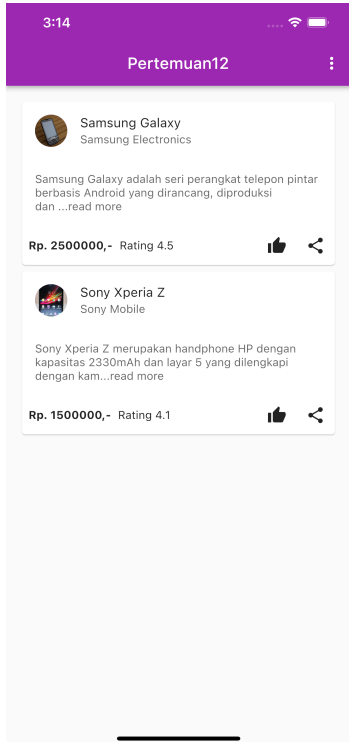 3:14
Pertemuan12
Samsung Galaxy
Samsung Electronics
Samsung Galaxy adalah seri perangkat telepon pintar
berbasis Android yang dirancang, diproduksi
dan ...read more
Rp. 2500000,- Rating 4.5
Sony Xperia Z
Sony Mobile
Sony Xperia Z merupakan handphone HP dengan
kapasitas 2330mAh dan layar 5 yang dilengkapi
dengan kam...read more
Rp. 1500000,- Rating 4.1